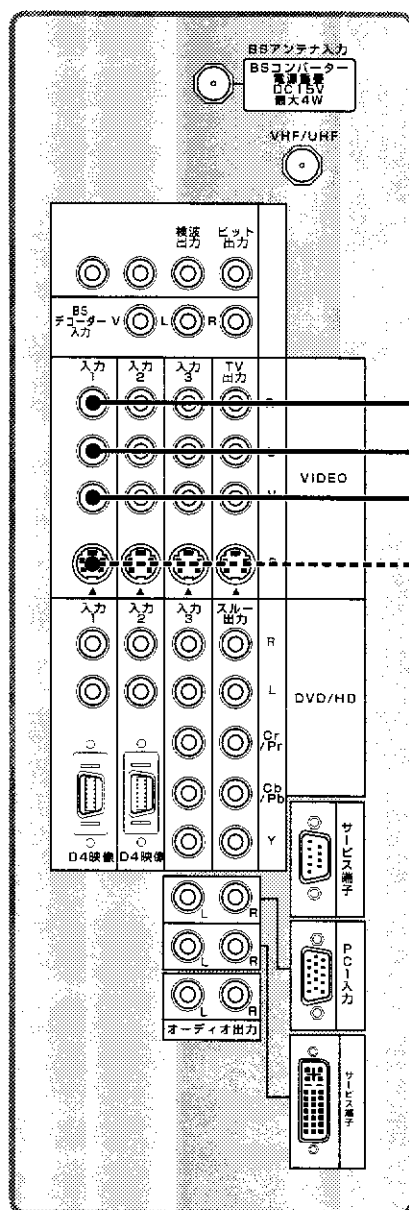 BSアンテナ入力
BSコンバーター
電源重畳
DC15V
最大4W
VHF/UHF
検波
出力
ビット
出力
BS
デコーダー
入力
V
L
R
入力
1
入力
2
入力
3
TV
出力
VIDEO
入力
1
入力
2
入力
3
スルー
出力
R
L
Cr
/Pr
Cb
/Pb
Y
DVD/HD
D4映像
D4映像
サービス端子
L
R
L
R
PC1入力
L
R
オーディオ出力
サービス端子